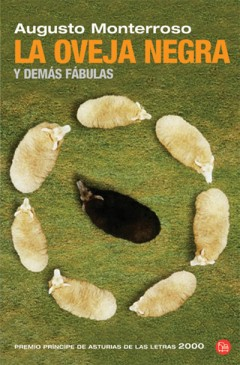 Augusto Monterroso
LA OVEJA NEGRA
Y DEMÁS FÁBULAS
PREMIO PRÍNCIPE DE ASTURIAS DE LAS LETRAS 2000